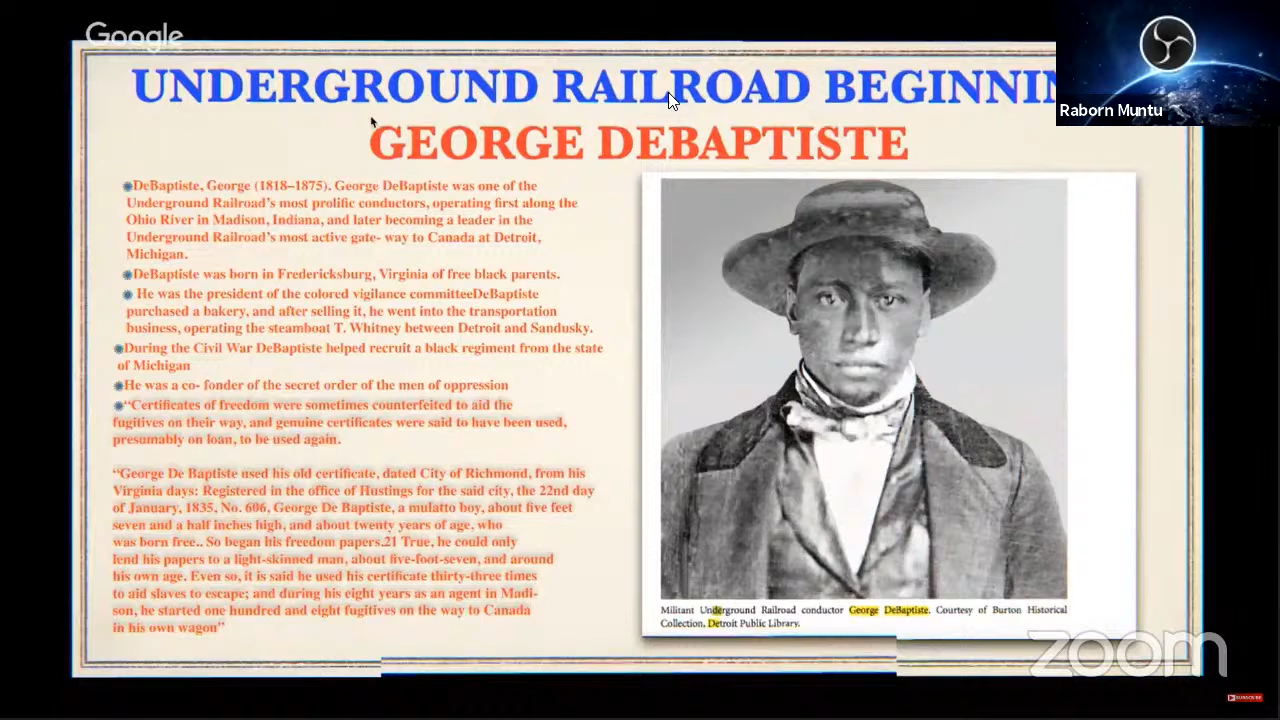 Google
UNDERGROUND RAILROAD BEGINNIN
Raborn Muntu
GEORGE DEBAPTISTE
DeBaptiste, George (1818–1875). George DeBaptiste was one of the
Underground Railroad's most prolific conductors, operating first along the
Ohio River in Madison, Indiana, and later becoming a leader in the
Underground Railroad's most active gate- way to Canada at Detroit,
Michigan.
DeBaptiste was born in Fredericksburg, Virginia of free black parents.
He was the president of the colored vigilance committeeDeBaptiste
purchased a bakery, and after selling it, he went into the transportation
business, operating the steamboat T. Whitney between Detroit and Sandusky.
During the Civil War DeBaptiste helped recruit a black regiment from the state
of Michigan
He was a co- fonder of the secret order of the men of oppression
“Certificates of freedom were sometimes counterfeited to aid the
fugitives on their way, and genuine certificates were said to have been used,
presumably on loan, to be used again.
“George De Baptiste used his old certificate, dated City of Richmond, from his
Virginia days: Registered in the office of Hustings for the said city, the 22nd day
of January, 1835, No. 606, George De Baptiste, a mulatto boy, about five feet
seven and a half inches high, and about twenty years of age, who
was born free.. So began his freedom papers.21 True, he could only
lend his papers to a light-skinned man, about five-foot-seven, and around
his own age. Even so, it is said he used his certificate thirty-three times
to aid slaves to escape; and during his eight years as an agent in Madi-
son, he started one hundred and eight fugitives on the way to Canada
in his own wagon”
Militant Underground Railroad conductor George DeBaptiste. Courtesy of Burton Historical
Collection, Detroit Public Library.
zoom
SUBSCRIBE